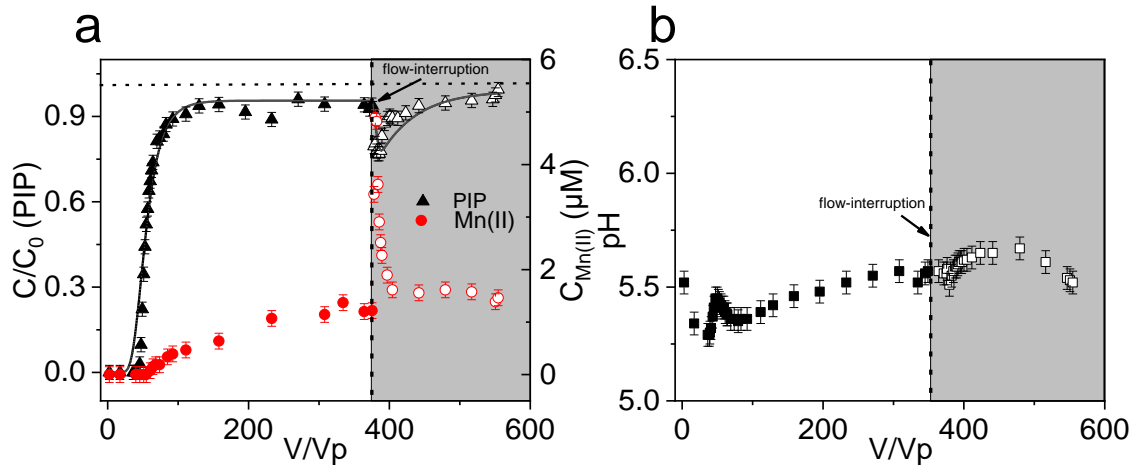 a
flow-interruption
PIP
Mn(II)
0.0
0.3
0.6
0.9
C/C₀ (PIP)
0
2
4
6
C_Mn(II) (µM)
0 200 400 600
V/Vp
b
flow-interruption
5.0
5.5
6.0
6.5
pH
0 200 400 600
V/Vp